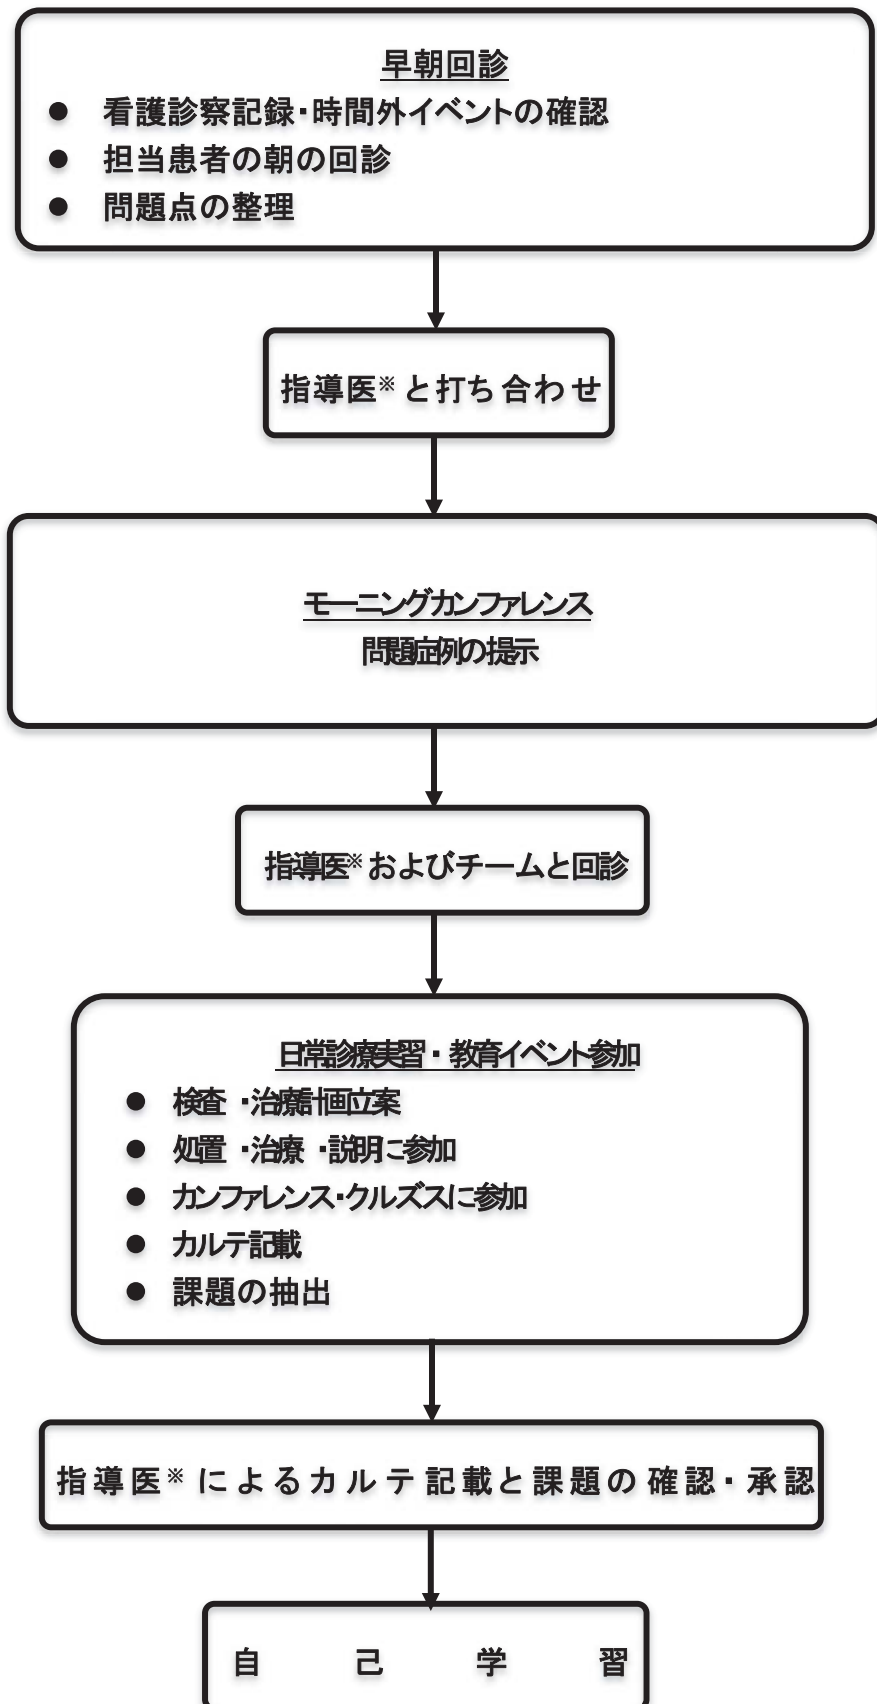 早朝回診
● 看護診察記録・時間外イベントの確認
● 担当患者の朝の回診
● 問題点の整理
指導医※と打ち合わせ
モーニングカンファレンス
問題症例の提示
指導医※およびチームと回診
日常診療実習・教育イベント参加
● 検査・治療計画立案
● 処置・治療・説明に参加
● カンファレンス・クルズスに参加
● カルテ記載
● 課題の抽出
指導医※によるカルテ記載と課題の確認・承認
自己学習